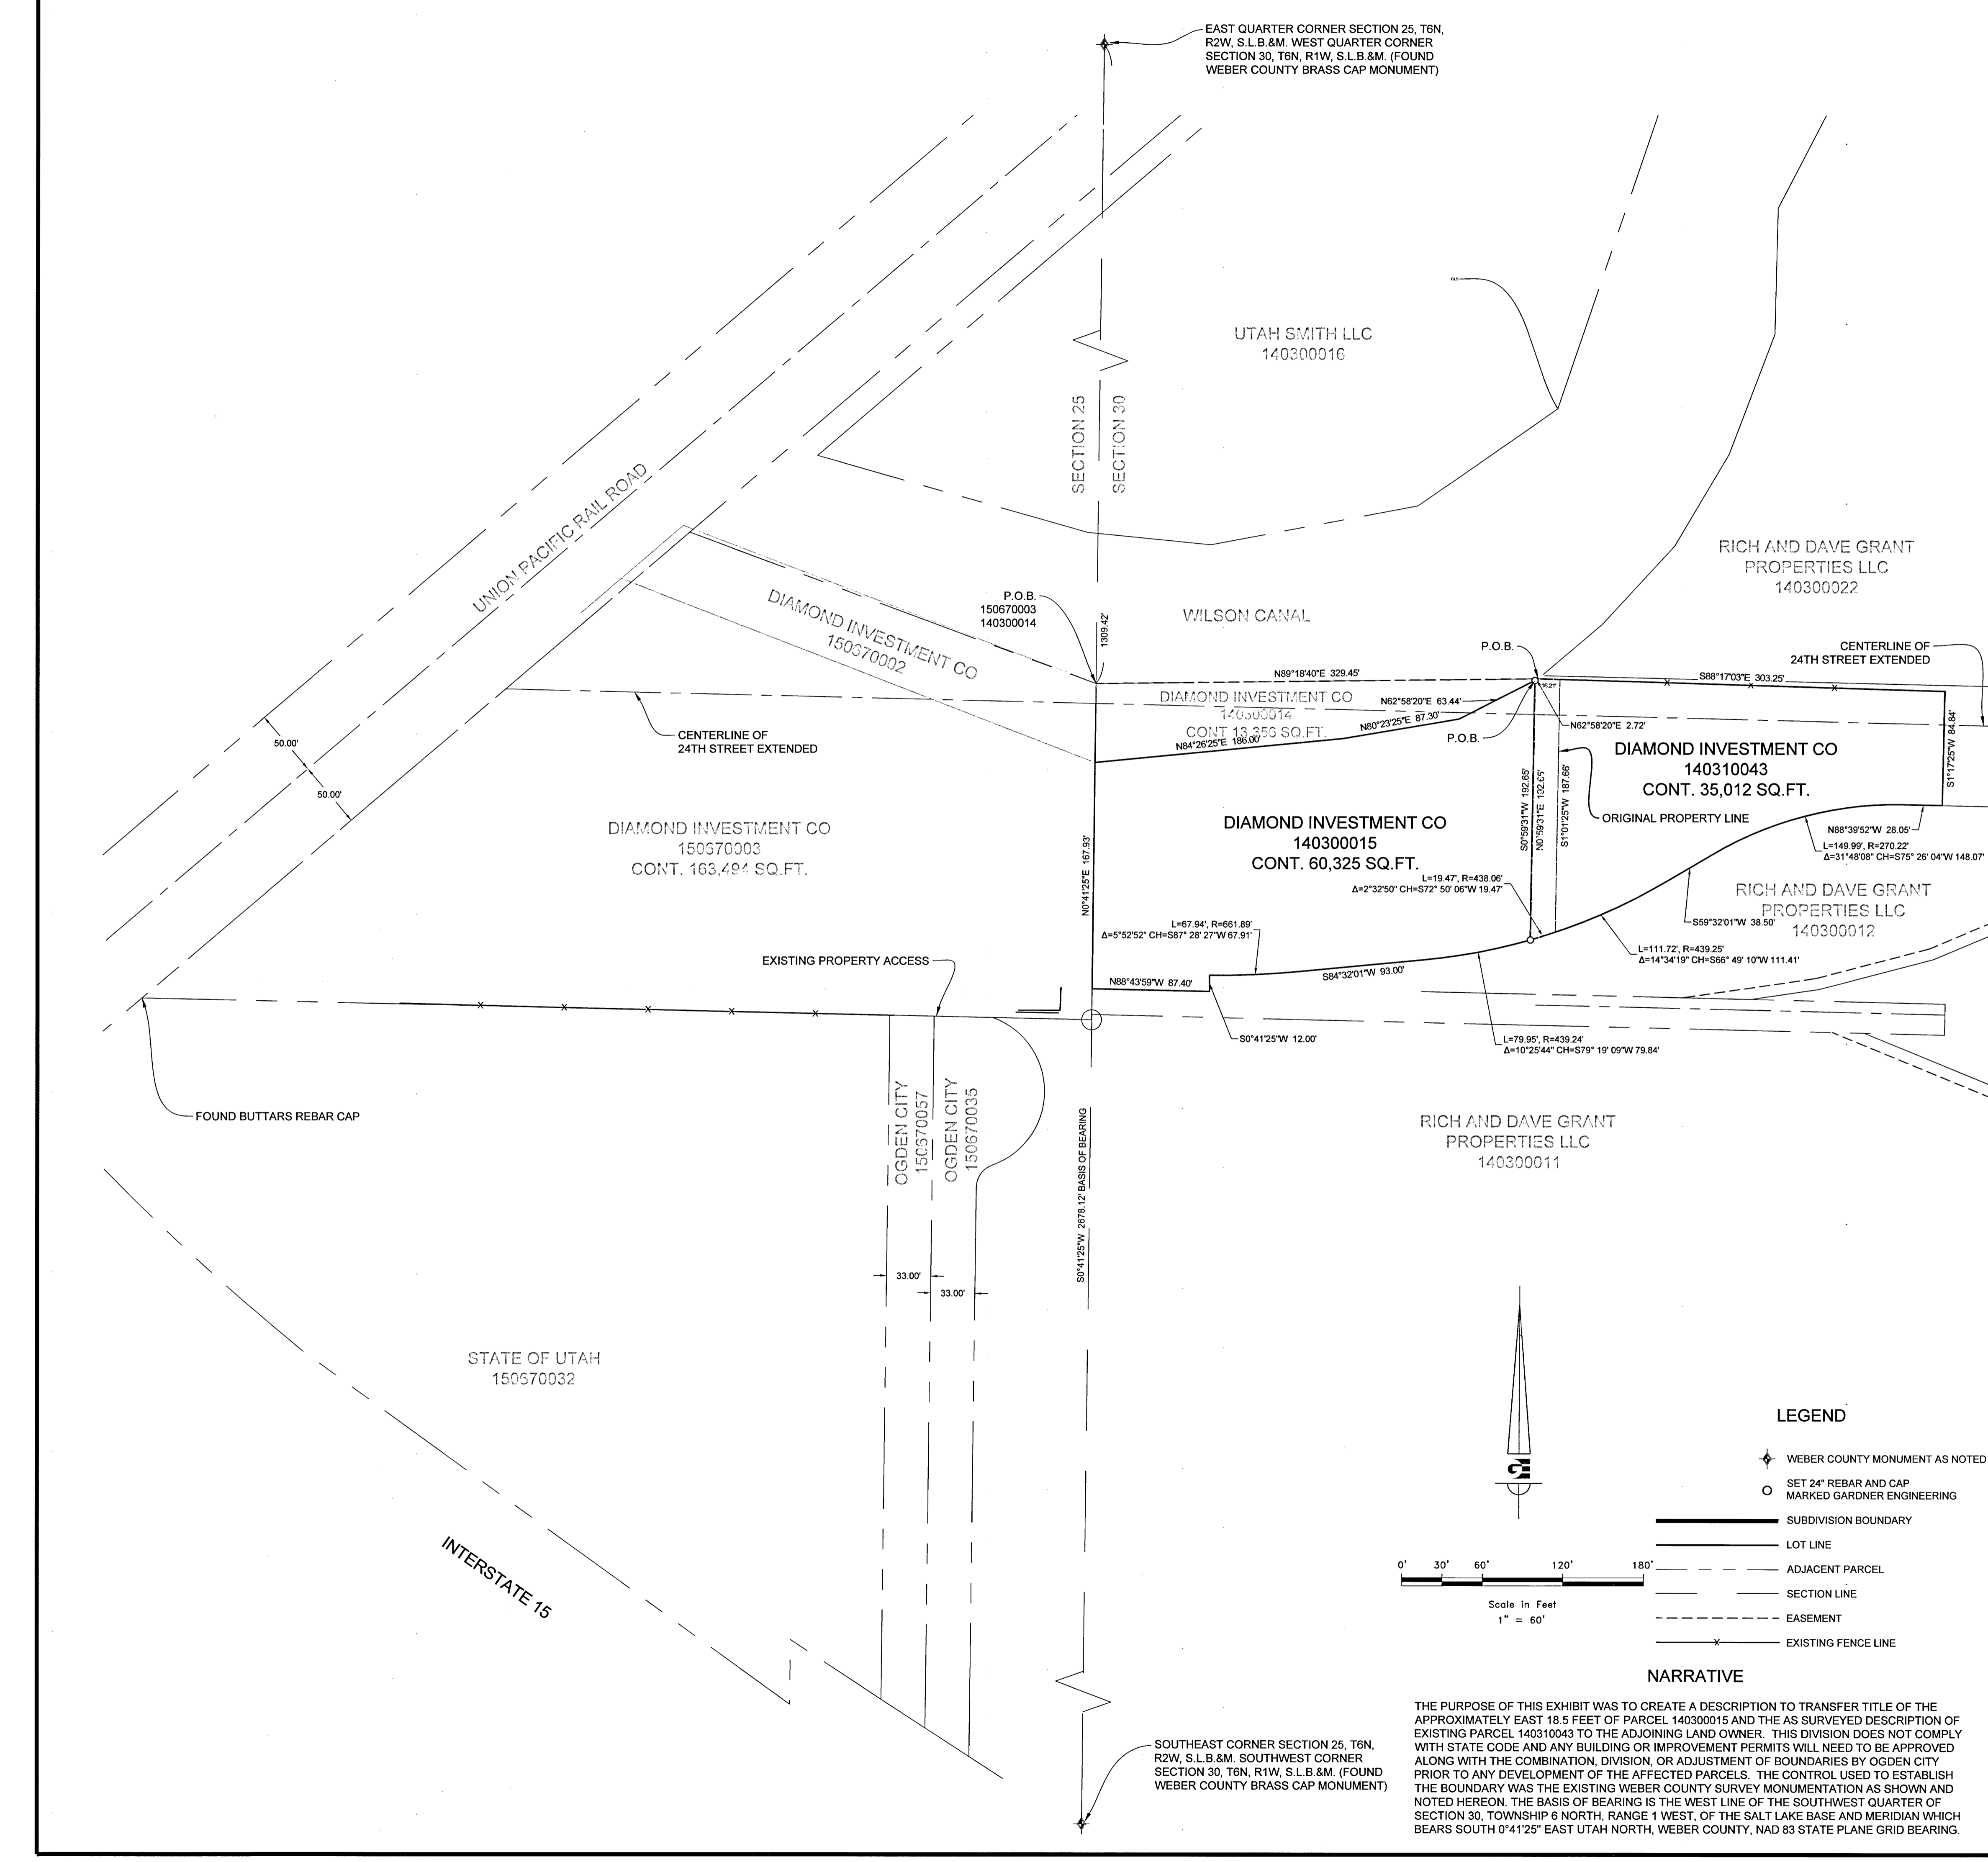 EAST QUARTER CORNER SECTION 25, T6N,
R2W, S.L.B.&M. WEST QUARTER CORNER
SECTION 30, T6N, R1W, S.L.B.&M. (FOUND
WEBER COUNTY BRASS CAP MONUMENT)
UTAH SMITH LLC
140300016
SECTION 25
SECTION 30
UNION PACIFIC RAIL ROAD
RICH AND DAVE GRANT
PROPERTIES LLC
140300022
DIAMOND INVESTMENT CO
150670002
P.O.B.
150670003
140300014
1309.42'
WILSON CANAL
P.O.B.
CENTERLINE OF
24TH STREET EXTENDED
N89°18'40"E 329.45'
S88°17'03"E 303.25'
16.21'
DIAMOND INVESTMENT CO
140300014
CONT 13,356 SQ.FT.
N62°58'20"E 63.44'
N80°23'25"E 87.30'
N84°26'25"E 186.00'
N62°58'20"E 2.72'
P.O.B.
CENTERLINE OF
24TH STREET EXTENDED
50.00'
50.00'
DIAMOND INVESTMENT CO
140310043
CONT. 35,012 SQ.FT.
S1°17'25"W 84.84'
S0°59'31"W 192.65'
N0°59'31"E 192.65'
S1°01'25"W 187.66'
ORIGINAL PROPERTY LINE
DIAMOND INVESTMENT CO
150670003
CONT. 163,494 SQ.FT.
N0°41'25"E 167.93'
DIAMOND INVESTMENT CO
140300015
CONT. 60,325 SQ.FT.
L=19.47', R=438.06'
Δ=2°32'50" CH=S72° 50' 06"W 19.47'
N88°39'52"W 28.05'
L=149.99', R=270.22'
Δ=31°48'08" CH=S75° 26' 04"W 148.07'
RICH AND DAVE GRANT
PROPERTIES LLC
140300012
S59°32'01"W 38.50'
L=67.94', R=661.89'
Δ=5°52'52" CH=S87° 28' 27"W 67.91'
L=111.72', R=439.25'
Δ=14°34'19" CH=S66° 49' 10"W 111.41'
EXISTING PROPERTY ACCESS
N88°43'59"W 87.40'
S84°32'01"W 93.00'
S0°41'25"W 12.00'
L=79.95', R=439.24'
Δ=10°25'44" CH=S79° 19' 09"W 79.84'
FOUND BUTTARS REBAR CAP
OGDEN CITY
150670057
OGDEN CITY
150670035
RICH AND DAVE GRANT
PROPERTIES LLC
140300011
S0°41'25"W 2678.12' BASIS OF BEARING
33.00'
33.00'
STATE OF UTAH
150670032
INTERSTATE 15
GE
0' 30' 60' 120' 180'
Scale in Feet
1" = 60'
LEGEND
WEBER COUNTY MONUMENT AS NOTED
SET 24" REBAR AND CAP
MARKED GARDNER ENGINEERING
SUBDIVISION BOUNDARY
LOT LINE
ADJACENT PARCEL
SECTION LINE
EASEMENT
X
EXISTING FENCE LINE
SOUTHEAST CORNER SECTION 25, T6N,
R2W, S.L.B.&M. SOUTHWEST CORNER
SECTION 30, T6N, R1W, S.L.B.&M. (FOUND
WEBER COUNTY BRASS CAP MONUMENT)
NARRATIVE
THE PURPOSE OF THIS EXHIBIT WAS TO CREATE A DESCRIPTION TO TRANSFER TITLE OF THE
APPROXIMATELY EAST 18.5 FEET OF PARCEL 140300015 AND THE AS SURVEYED DESCRIPTION OF
EXISTING PARCEL 140310043 TO THE ADJOINING LAND OWNER. THIS DIVISION DOES NOT COMPLY
WITH STATE CODE AND ANY BUILDING OR IMPROVEMENT PERMITS WILL NEED TO BE APPROVED
ALONG WITH THE COMBINATION, DIVISION, OR ADJUSTMENT OF BOUNDARIES BY OGDEN CITY
PRIOR TO ANY DEVELOPMENT OF THE AFFECTED PARCELS. THE CONTROL USED TO ESTABLISH
THE BOUNDARY WAS THE EXISTING WEBER COUNTY SURVEY MONUMENTATION AS SHOWN AND
NOTED HEREON. THE BASIS OF BEARING IS THE WEST LINE OF THE SOUTHWEST QUARTER OF
SECTION 30, TOWNSHIP 6 NORTH, RANGE 1 WEST, OF THE SALT LAKE BASE AND MERIDIAN WHICH
BEARS SOUTH 0°41'25" EAST UTAH NORTH, WEBER COUNTY, NAD 83 STATE PLANE GRID BEARING.